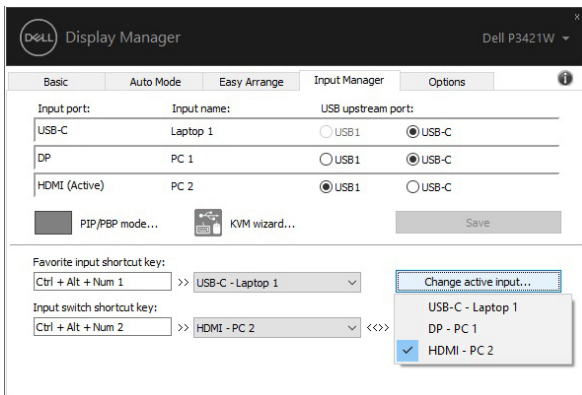 DELL Display Manager Dell P3421W
x
Basic Auto Mode Easy Arrange Input Manager Options i
Input port: Input name: USB upstream port:
USB-C Laptop 1 USB1 USB-C
DP PC 1 USB1 USB-C
HDMI (Active) PC 2 USB1 USB-C
PIP/PBP mode... KVM wizard... Save
Favorite input shortcut key:
Ctrl + Alt + Num 1 >> USB-C - Laptop 1 Change active input...
Input switch shortcut key:
Ctrl + Alt + Num 2 >> HDMI - PC 2 <<>>
USB-C - Laptop 1
DP - PC 1
HDMI - PC 2